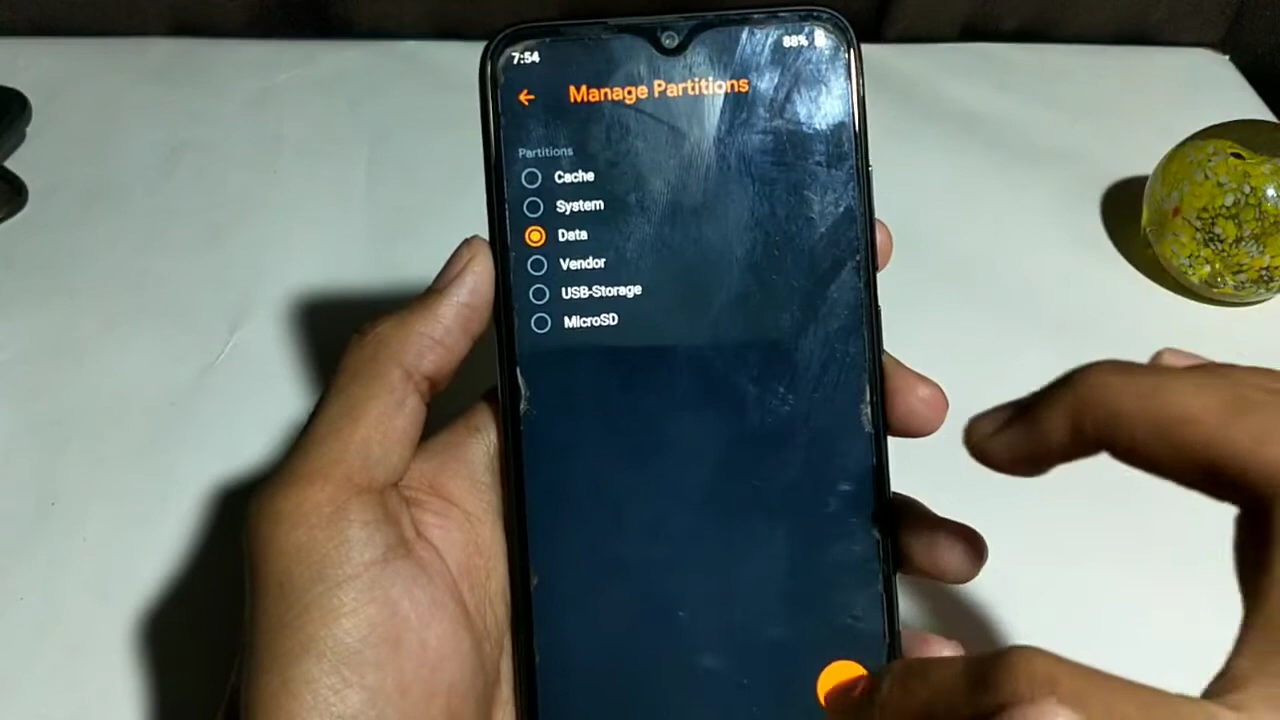 7:54
88%
Manage Partitions
Partitions
Cache
System
Data
Vendor
USB-Storage
MicroSD